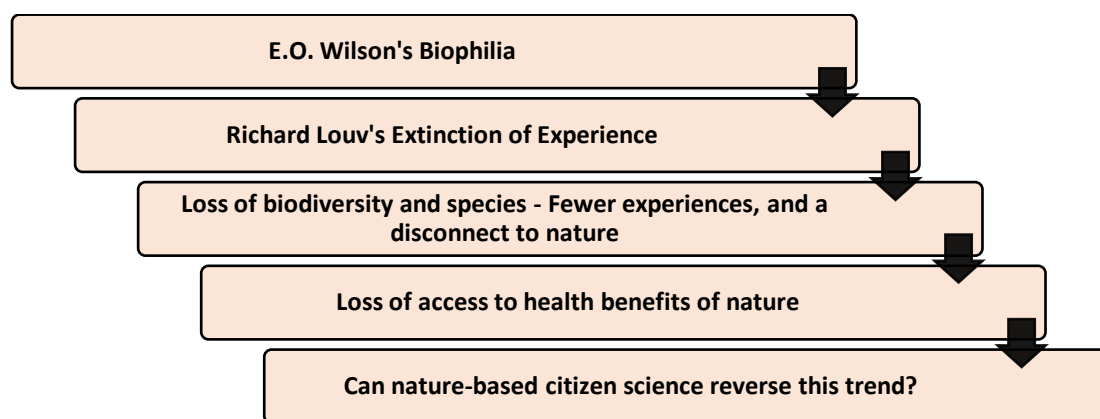 E.O. Wilson's Biophilia
Richard Louv's Extinction of Experience
Loss of biodiversity and species - Fewer experiences, and a
disconnect to nature
Loss of access to health benefits of nature
Can nature-based citizen science reverse this trend?